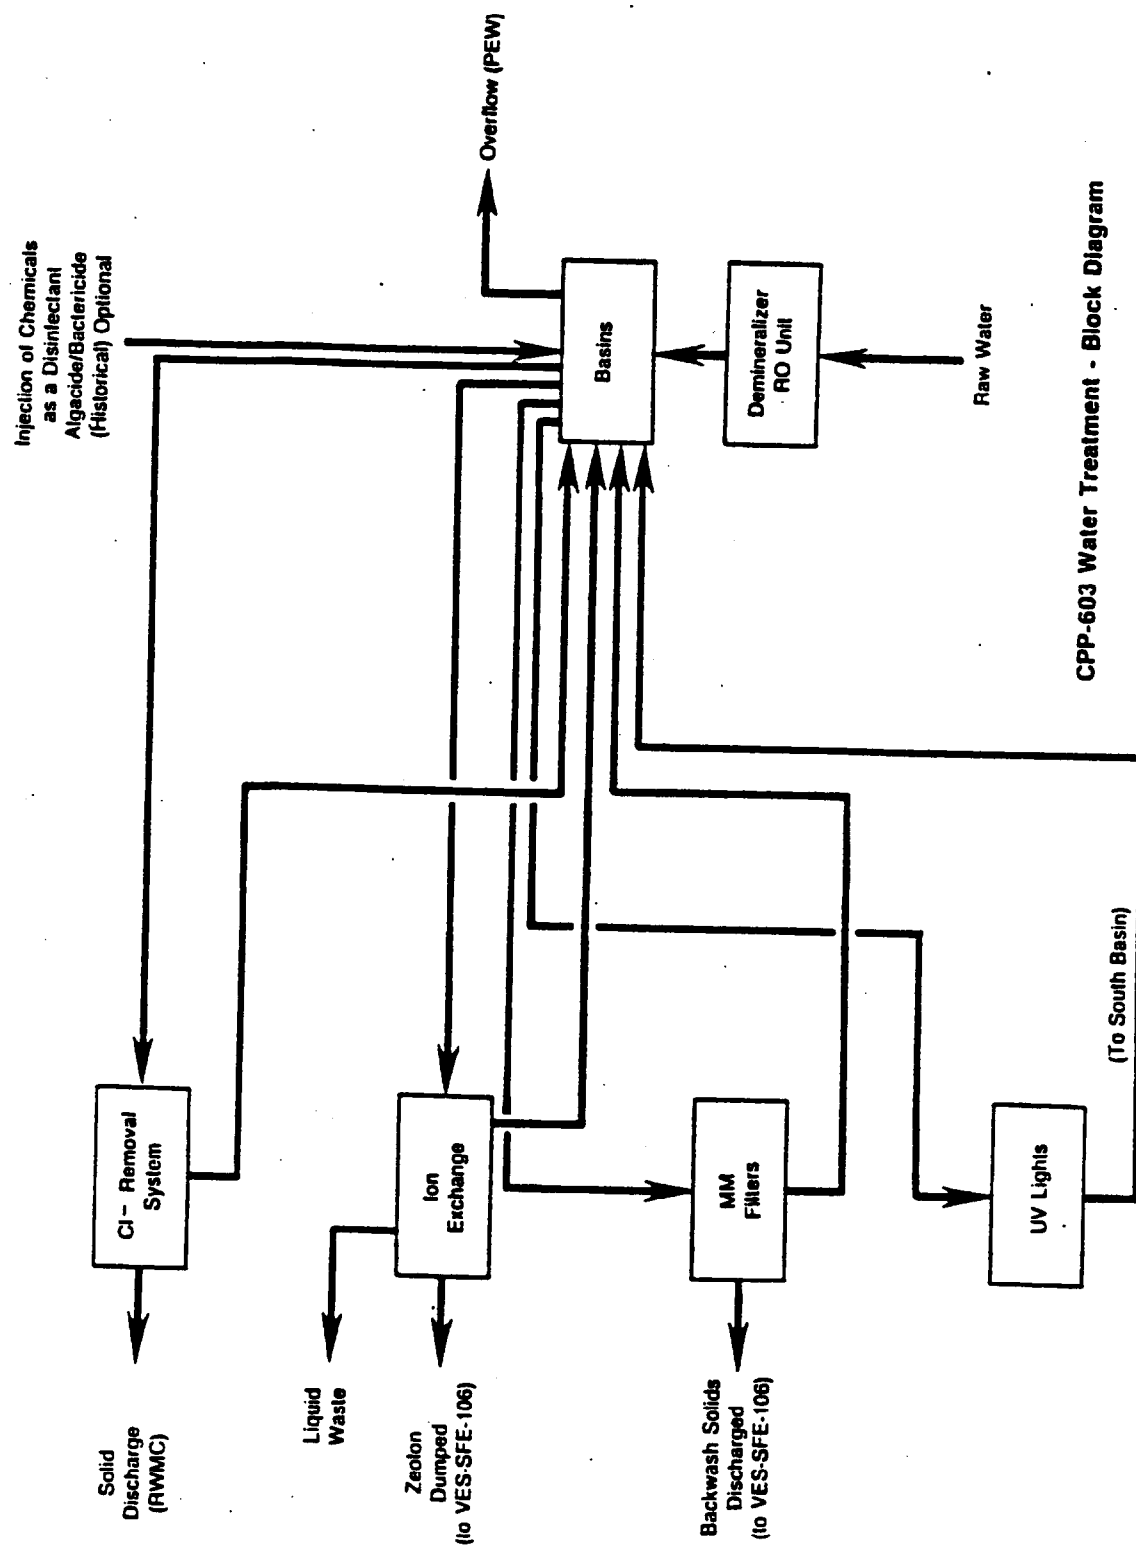 Injection of Chemicals
as a Disinfectant
Algacide/Bactericide
(Historical) Optional
Overflow (PEW)
Basins
Demineralizer
RO Unit
Raw Water
Cl- Removal
System
Ion
Exchange
MM
Filters
UV Lights
(To South Basin)
Solid
Discharge
(RWMC)
Liquid
Waste
Zeolon
Dumped
(to VES-SFE-106)
Backwash Solids
Discharged
(to VES-SFE-106)
CPP-603 Water Treatment - Block Diagram